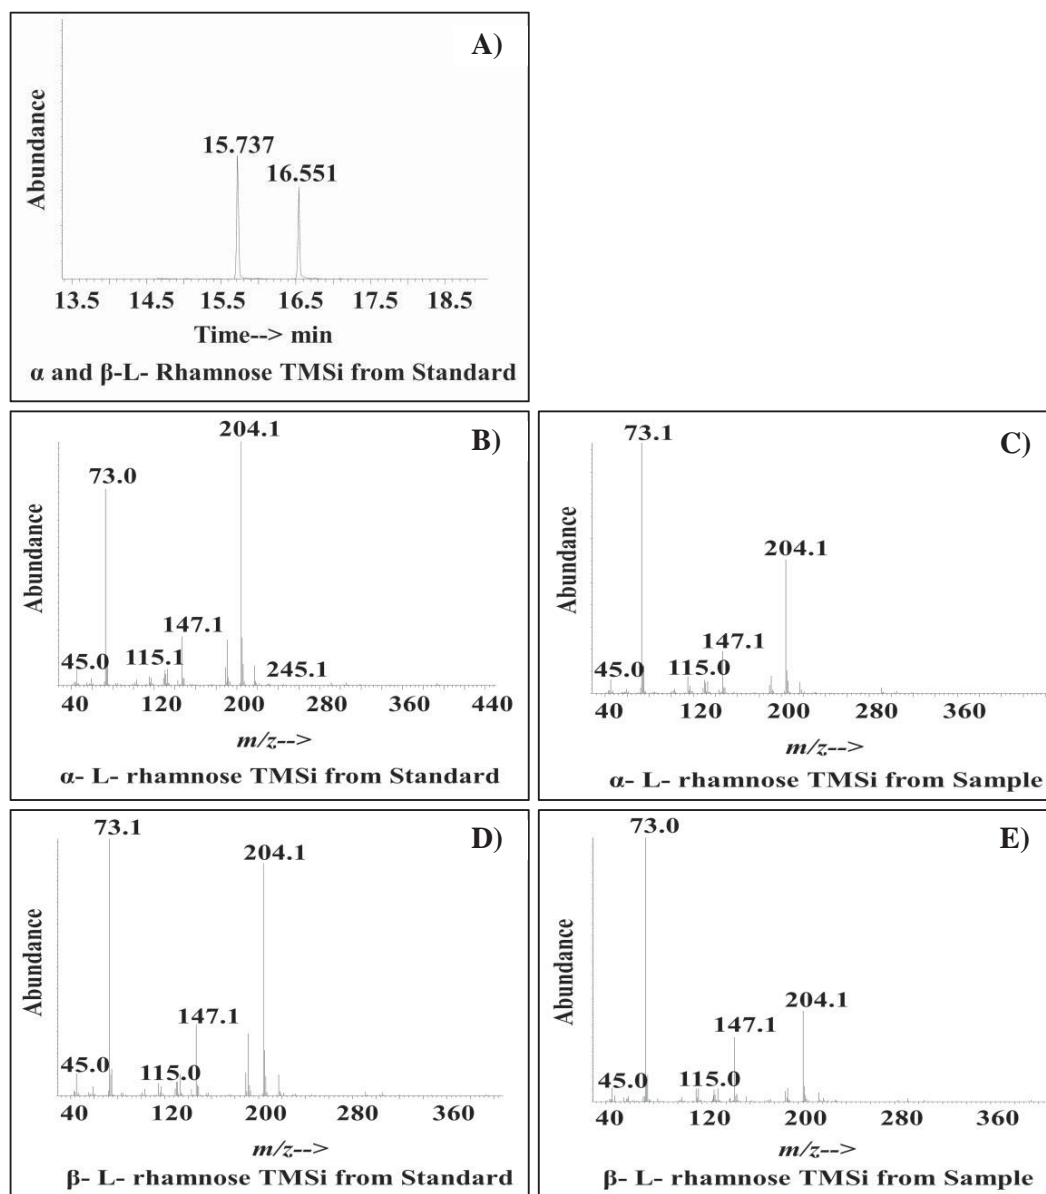 A)
Abundance
15.737
16.551
13.5 14.5 15.5 16.5 17.5 18.5
Time--> min
α and β-L- Rhamnose TMSi from Standard
B)
Abundance
204.1
73.0
147.1
45.0 115.1 245.1
40 120 200 280 360 440
m/z-->
α- L- rhamnose TMSi from Standard
C)
Abundance
73.1
204.1
147.1
45.0 115.0
40 120 200 280 360
m/z-->
α- L- rhamnose TMSi from Sample
D)
Abundance
73.1
204.1
147.1
45.0 115.0
40 120 200 280 360
m/z-->
β- L- rhamnose TMSi from Standard
E)
Abundance
73.0
204.1
147.1
45.0 115.0
40 120 200 280 360
m/z-->
β- L- rhamnose TMSi from Sample